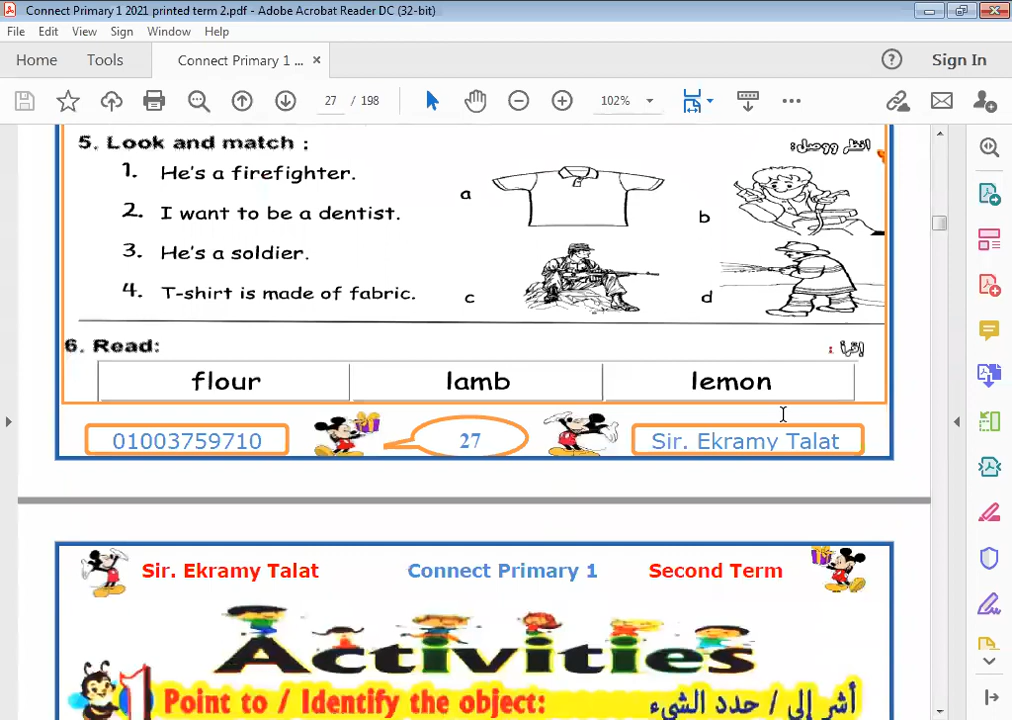 Connect Primary 1 2021 printed term 2.pdf - Adobe Acrobat Reader DC (32-bit)
File Edit View Sign Window Help
Home Tools Connect Primary 1 ... × Sign In
27 / 198 102%
5. Look and match : انظر ووصل:
1. He's a firefighter.
a
2. I want to be a dentist. b
3. He's a soldier.
4. T-shirt is made of fabric. c d
6. Read: إقرأ :
flour lamb lemon
01003759710 27 Sir. Ekramy Talat
Sir. Ekramy Talat Connect Primary 1 Second Term
Activities
1 Point to / Identify the object: أشر إلى / حدد الشيء